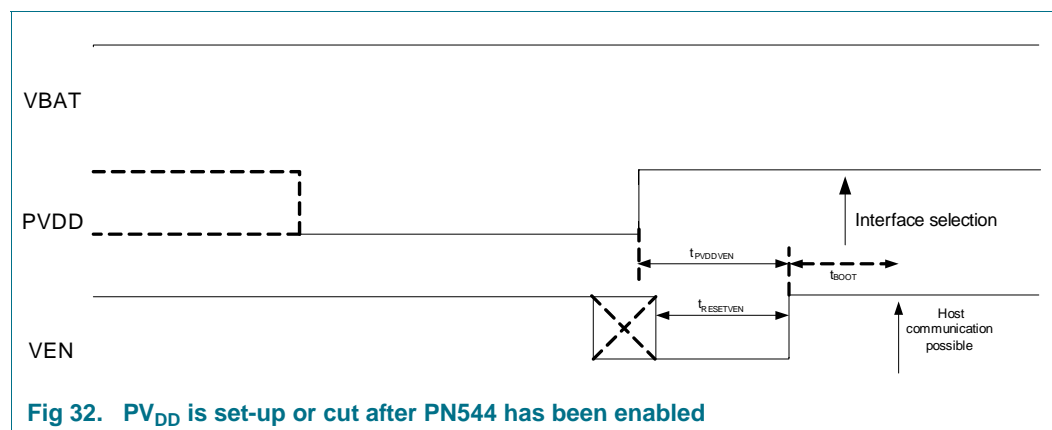 VBAT
PVDD
Interface selection
tPVDDVEN
tBOOT
tRESETVEN
Host
communication
possible
VEN
Fig 32. PVDD is set-up or cut after PN544 has been enabled